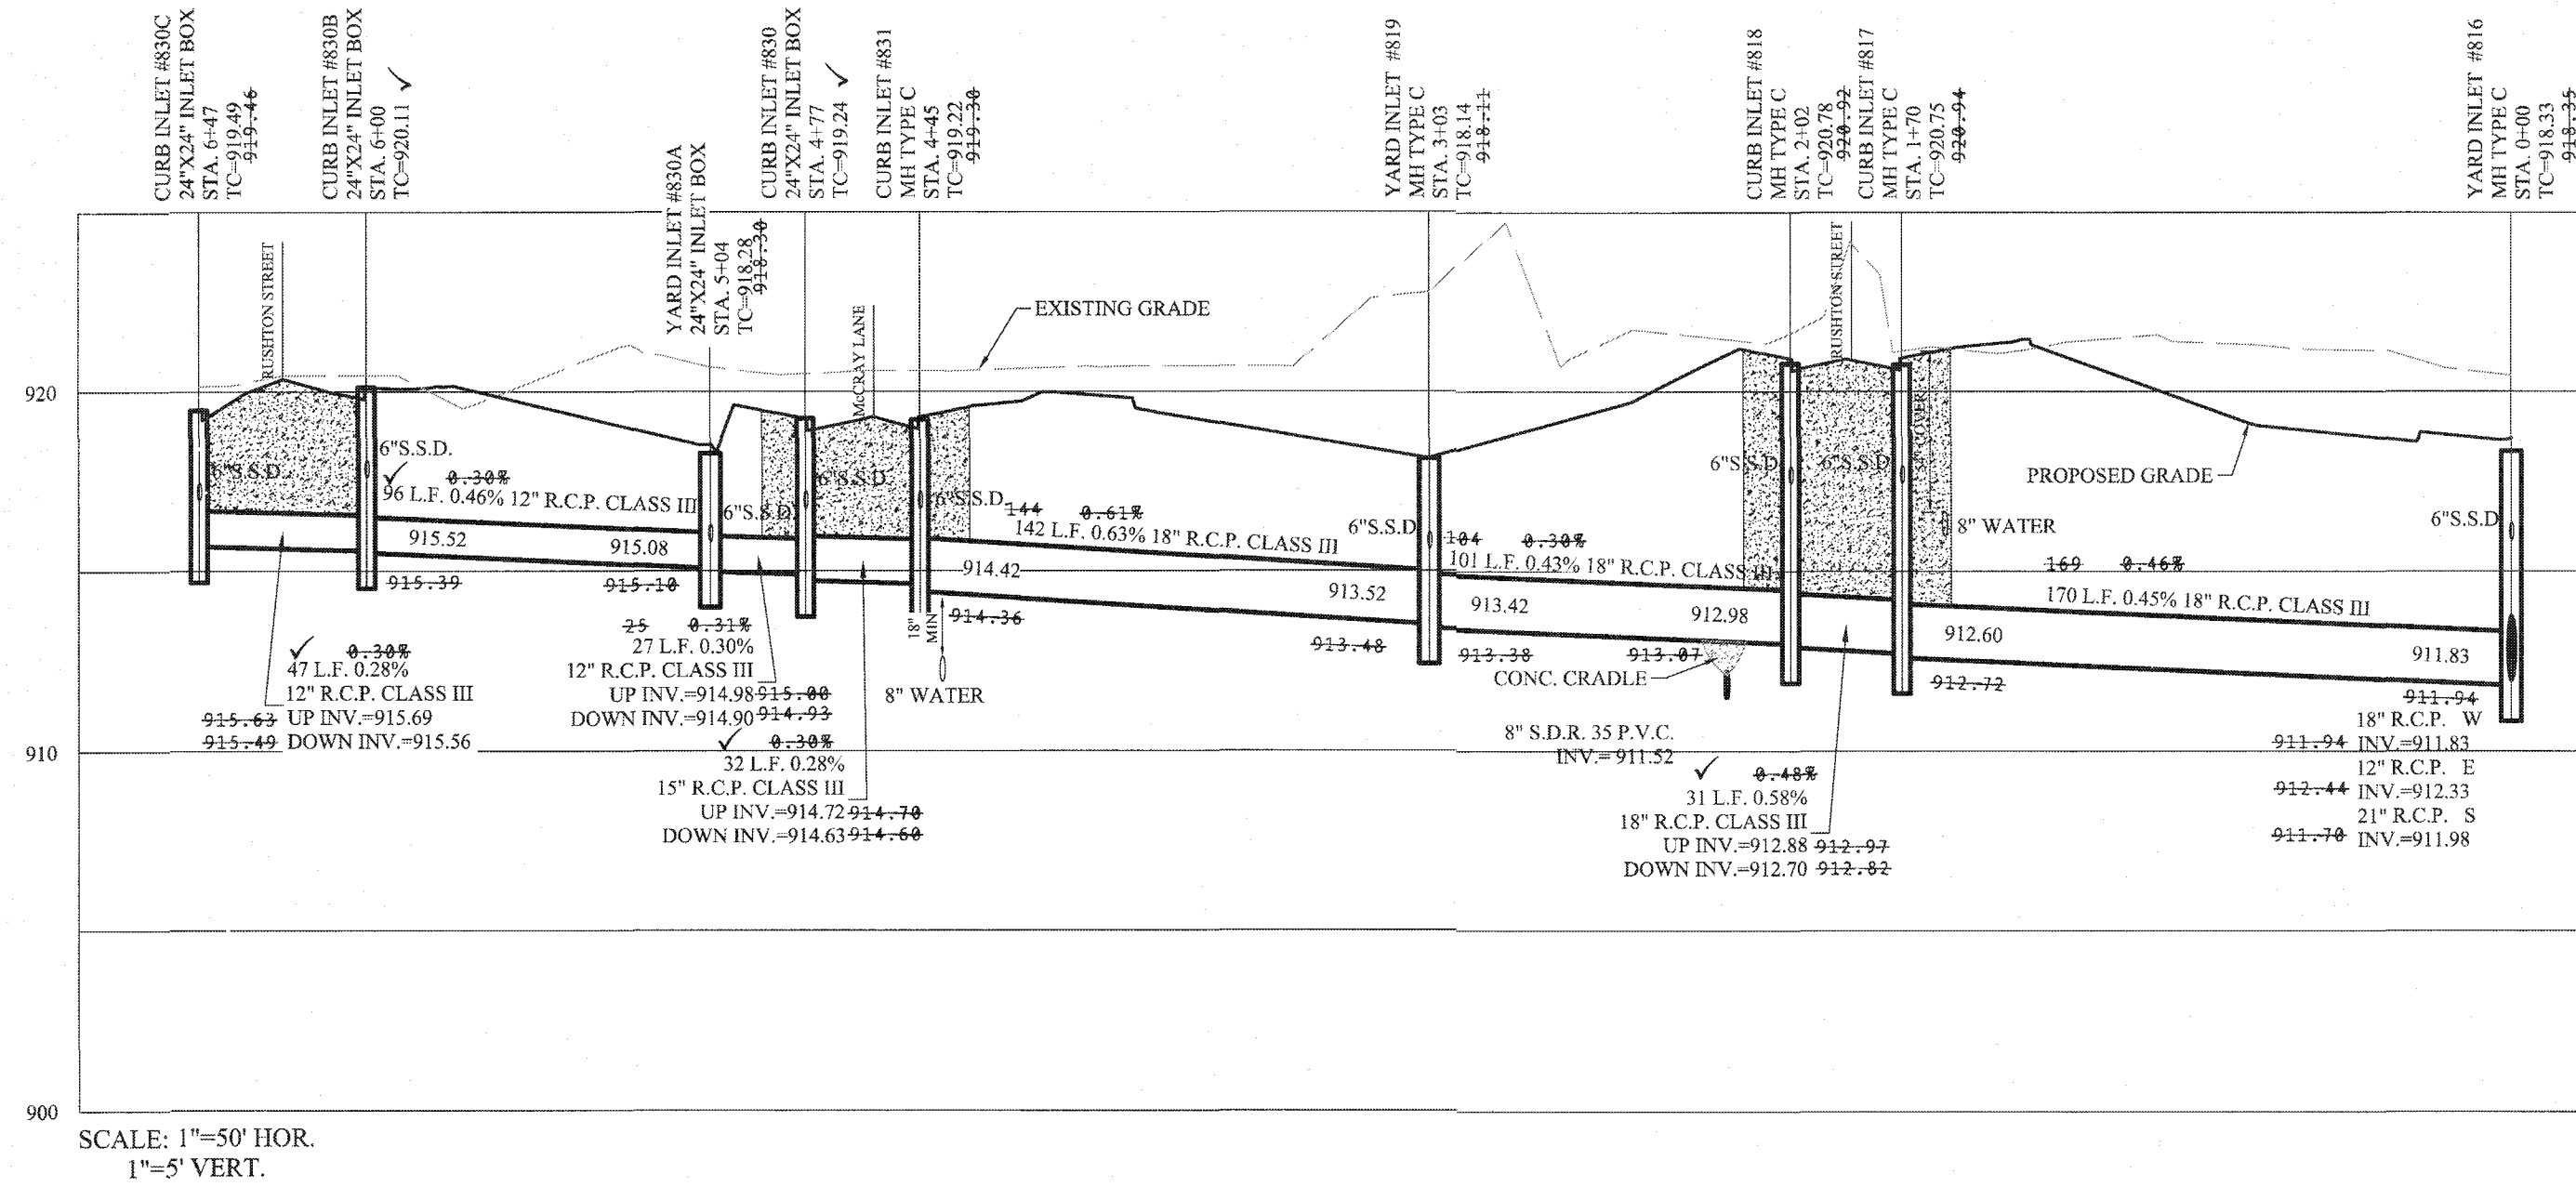 CURB INLET #830C
24"X24" INLET BOX
STA. 6+47
TC=919.49
919.46
CURB INLET #830B
24"X24" INLET BOX
STA. 6+00
TC=920.11 ✓
YARD INLET #830A
24"X24" INLET BOX
STA. 5+04
TC=918.28
918.30
CURB INLET #830
24"X24" INLET BOX
STA. 4+77
TC=919.24 ✓
CURB INLET #831
MH TYPE C
STA. 4+45
TC=919.22
919.30
YARD INLET #819
MH TYPE C
STA. 3+03
TC=918.14
918.11
CURB INLET #818
MH TYPE C
STA. 2+02
TC=920.78
920.92
CURB INLET #817
MH TYPE C
STA. 1+70
TC=920.75
920.94
YARD INLET #816
MH TYPE C
STA. 0+00
TC=918.33
918.35
RUSHTON STREET
McCRAY LANE
RUSHTON STREET
EXISTING GRADE
PROPOSED GRADE
920
910
900
6"S.S.D.
6"S.S.D.
✓ 0.30%
96 L.F. 0.46% 12" R.C.P. CLASS III
915.52
915.08
915.39
915.10
6"S.S.D.
6"S.S.D.
6"S.S.D.
144 0.61%
142 L.F. 0.63% 18" R.C.P. CLASS III
914.42
914.36
18"
MIN
8" WATER
913.52
913.48
6"S.S.D.
104 0.30%
101 L.F. 0.43% 18" R.C.P. CLASS III
913.42
912.98
913.38
913.07
CONC. CRADLE
8" S.D.R. 35 P.V.C.
INV.= 911.52
6"S.S.D.
6"S.S.D.
COVER
8" WATER
169 0.46%
170 L.F. 0.45% 18" R.C.P. CLASS III
912.60
912.72
6"S.S.D.
911.83
911.94
18" R.C.P. W
911.94 INV.=911.83
12" R.C.P. E
912.44 INV.=912.33
21" R.C.P. S
911.70 INV.=911.98
✓ 0.30%
47 L.F. 0.28%
12" R.C.P. CLASS III
915.63 UP INV.=915.69
915.49 DOWN INV.=915.56
25 0.31%
27 L.F. 0.30%
12" R.C.P. CLASS III
UP INV.=914.98 915.00
DOWN INV.=914.90 914.93
✓ 0.30%
32 L.F. 0.28%
15" R.C.P. CLASS III
UP INV.=914.72 914.70
DOWN INV.=914.63 914.60
✓ 0.48%
31 L.F. 0.58%
18" R.C.P. CLASS III
UP INV.=912.88 912.97
DOWN INV.=912.70 912.82
SCALE: 1"=50' HOR.
1"=5' VERT.